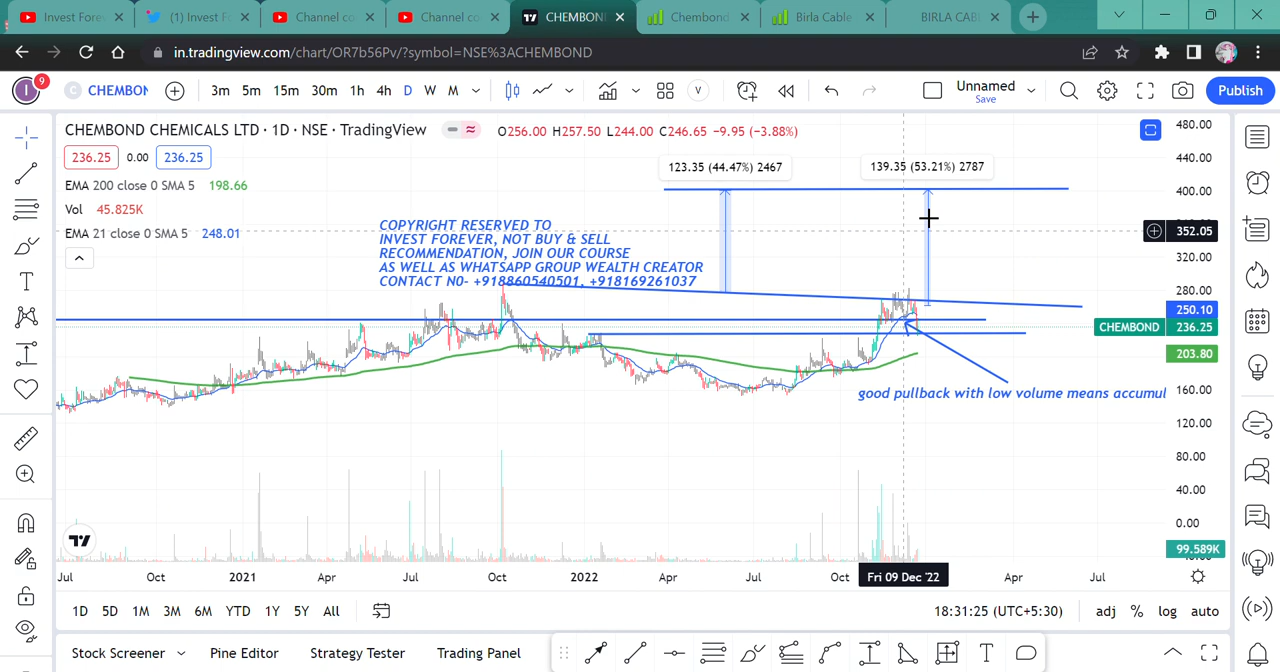 Invest Forev
(1) Invest F
Channel co
Channel co
CHEMBON
Chembond
Birla Cable
BIRLA CAB
in.tradingview.com/chart/OR7b56Pv/?symbol=NSE%3ACHEMBOND
I 9 C CHEMBON 3m 5m 15m 30m 1h 4h D W M V Unnamed Save Publish
CHEMBOND CHEMICALS LTD · 1D · NSE · TradingView O256.00 H257.50 L244.00 C246.65 −9.95 (−3.88%)
236.25 0.00 236.25
EMA 200 close 0 SMA 5 198.66
Vol 45.825K
EMA 21 close 0 SMA 5 248.01
123.35 (44.47%) 2467
139.35 (53.21%) 2787
COPYRIGHT RESERVED TO
INVEST FOREVER, NOT BUY & SELL
RECOMMENDATION, JOIN OUR COURSE
AS WELL AS WHATSAPP GROUP WEALTH CREATOR
CONTACT N0- +918860540501, +918169261037
good pullback with low volume means accumul
480.00
440.00
400.00
352.05
320.00
280.00
250.10
CHEMBOND 236.25
203.80
160.00
120.00
80.00
40.00
0.00
99.589K
Jul Oct 2021 Apr Jul Oct 2022 Apr Jul Oct Fri 09 Dec '22 Apr Jul
1D 5D 1M 3M 6M YTD 1Y 5Y All 18:31:25 (UTC+5:30) adj % log auto
Stock Screener Pine Editor Strategy Tester Trading Panel